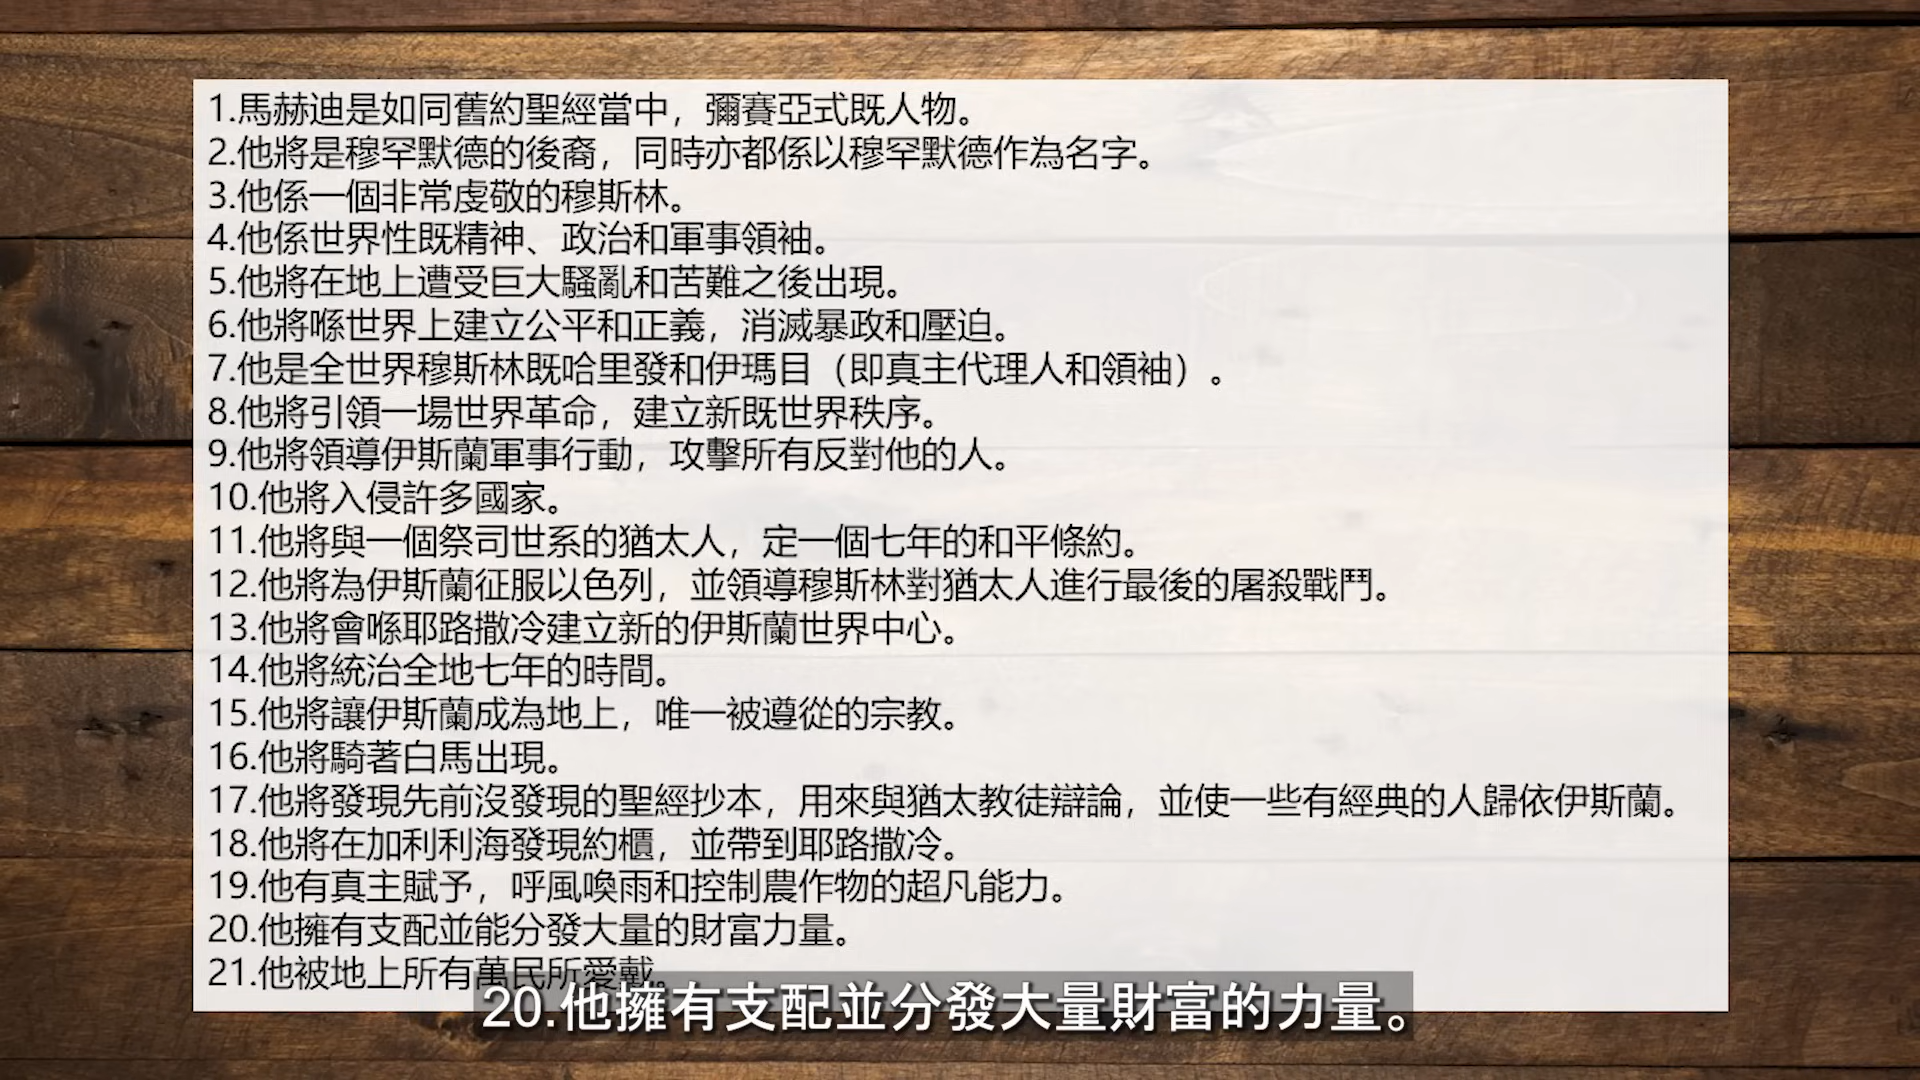 1.馬赫迪是如同舊約聖經當中，彌賽亞式既人物。
2.他將是穆罕默德的後裔，同時亦都係以穆罕默德作為名字。
3.他係一個非常虔敬的穆斯林。
4.他係世界性既精神、政治和軍事領袖。
5.他將在地上遭受巨大騷亂和苦難之後出現。
6.他將喺世界上建立公平和正義，消滅暴政和壓迫。
7.他是全世界穆斯林既哈里發和伊瑪目（即真主代理人和領袖）。
8.他將引領一場世界革命，建立新既世界秩序。
9.他將領導伊斯蘭軍事行動，攻擊所有反對他的人。
10.他將入侵許多國家。
11.他將與一個祭司世系的猶太人，定一個七年的和平條約。
12.他將為伊斯蘭征服以色列，並領導穆斯林對猶太人進行最後的屠殺戰鬥。
13.他將會喺耶路撒冷建立新的伊斯蘭世界中心。
14.他將統治全地七年的時間。
15.他將讓伊斯蘭成為地上，唯一被遵從的宗教。
16.他將騎著白馬出現。
17.他將發現先前沒發現的聖經抄本，用來與猶太教徒辯論，並使一些有經典的人歸依伊斯蘭。
18.他將在加利利海發現約櫃，並帶到耶路撒冷。
19.他有真主賦予，呼風喚雨和控制農作物的超凡能力。
20.他擁有支配並能分發大量的財富力量。
21.他被地上所有萬民所愛戴。
20.他擁有支配並分發大量財富的力量。